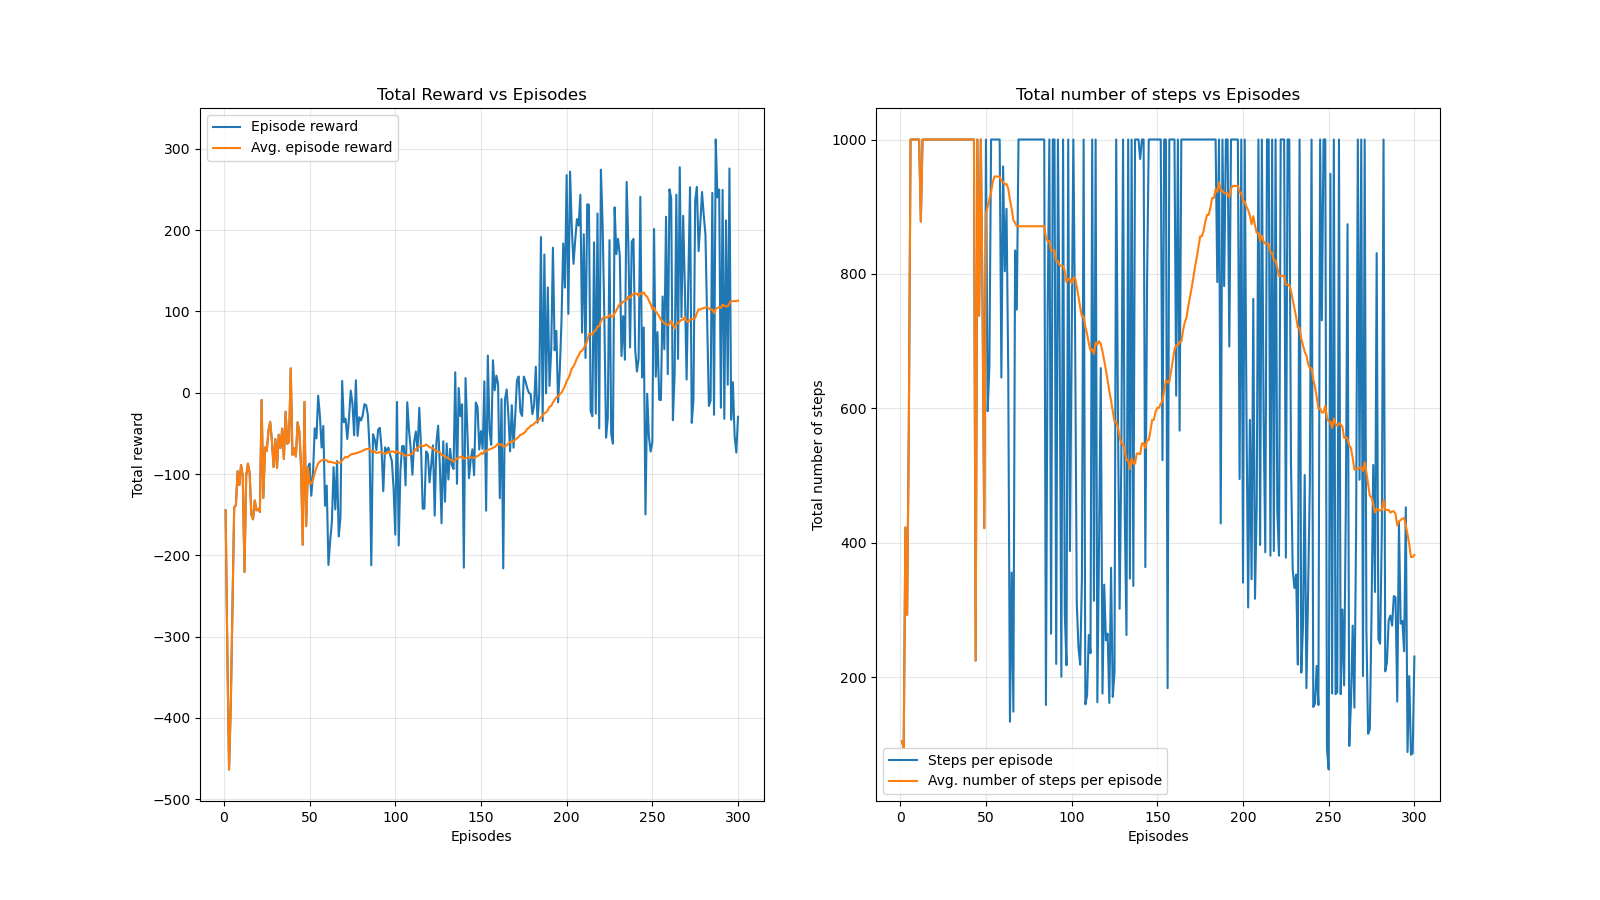 Total Reward vs Episodes
Episode reward
Avg. episode reward
300
200
100
0
−100
−200
−300
−400
−500
Total reward
0
50
100
150
200
250
300
Episodes
Total number of steps vs Episodes
1000
800
600
400
200
Total number of steps
Steps per episode
Avg. number of steps per episode
0
50
100
150
200
250
300
Episodes